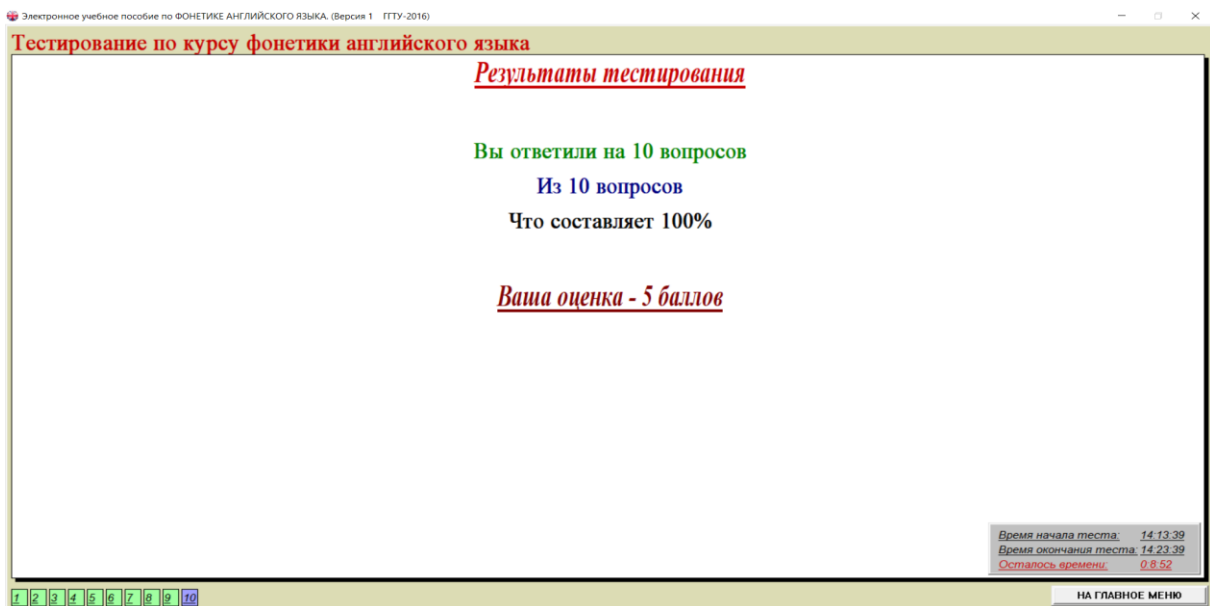 Электронное учебное пособие по ФОНЕТИКЕ АНГЛИЙСКОГО ЯЗЫКА. (Версия 1 ГГТУ-2016)
Тестирование по курсу фонетики английского языка
Результаты тестирования
Вы ответили на 10 вопросов
Из 10 вопросов
Что составляет 100%
Ваша оценка - 5 баллов
Время начала теста: 14:13:39
Время окончания теста: 14:23:39
Осталось времени: 0:8:52
1 2 3 4 5 6 7 8 9 10
НА ГЛАВНОЕ МЕНЮ